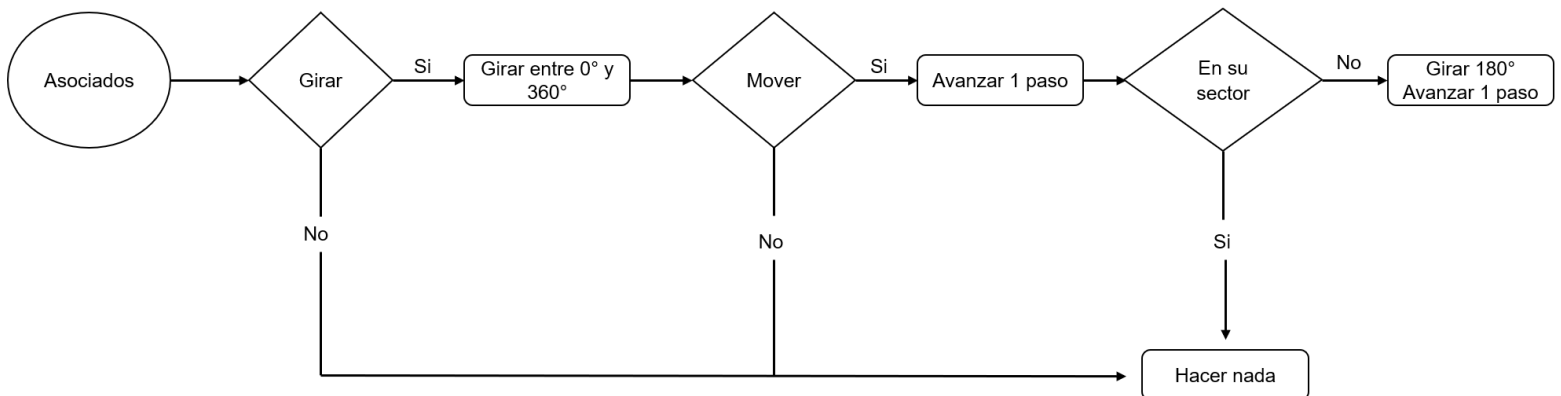 Asociados
Girar
Si
Girar entre 0° y
360°
Mover
Si
Avanzar 1 paso
En su
sector
No
Girar 180°
Avanzar 1 paso
No
No
Si
Hacer nada